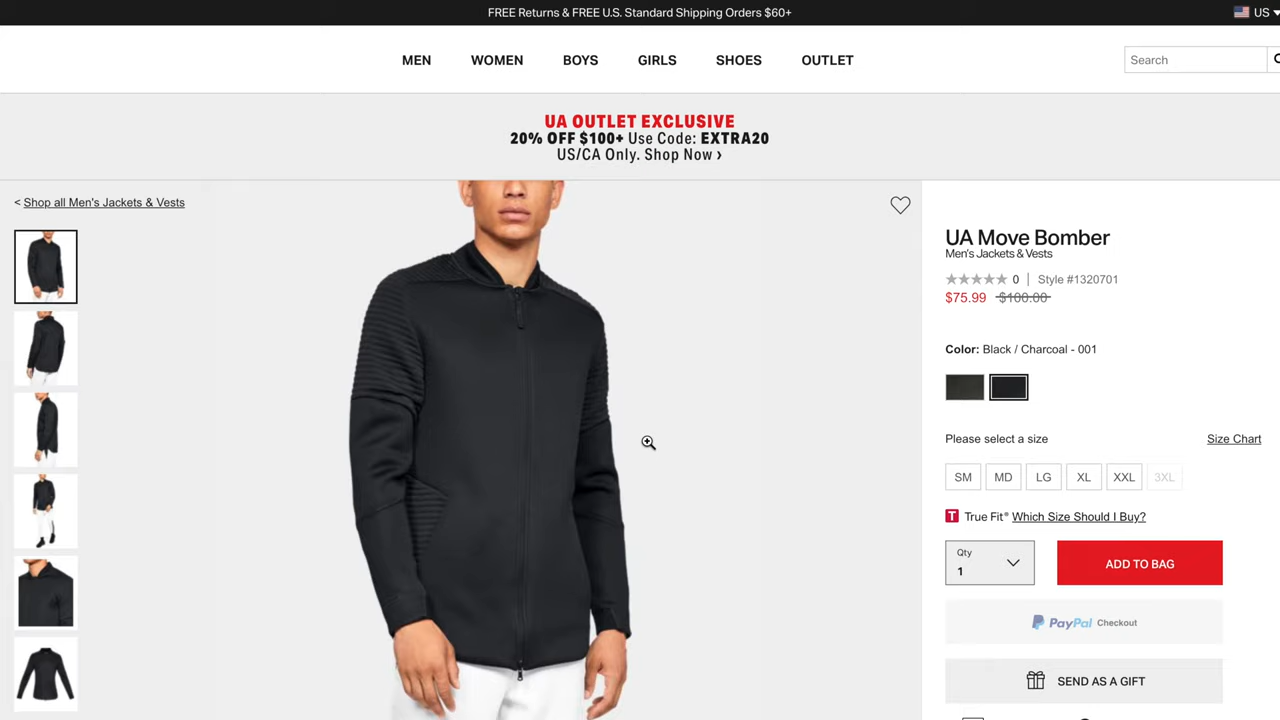 FREE Returns & FREE U.S. Standard Shipping Orders $60+
US
MEN
WOMEN
BOYS
GIRLS
SHOES
OUTLET
Search
UA OUTLET EXCLUSIVE
20% OFF $100+ Use Code: EXTRA20
US/CA Only. Shop Now ›
< Shop all Men's Jackets & Vests
UA Move Bomber
Men's Jackets & Vests
0 | Style #1320701
$75.99 $100.00
Color: Black / Charcoal - 001
Please select a size
Size Chart
SM
MD
LG
XL
XXL
3XL
T True Fit® Which Size Should I Buy?
Qty
1
ADD TO BAG
PayPal Checkout
SEND AS A GIFT